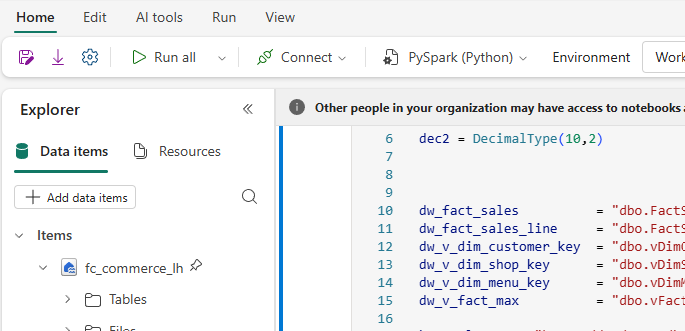 Home Edit AI tools Run View
Run all Connect PySpark (Python) Environment
Explorer
Other people in your organization may have access to notebooks
Data items Resources
Add data items
Items
fc_commerce_lh
Tables
6 dec2 = DecimalType(10,2)
7
8
9
10 dw_fact_sales = "dbo.FactS
11 dw_fact_sales_line = "dbo.FactS
12 dw_v_dim_customer_key = "dbo.vDimC
13 dw_v_dim_shop_key = "dbo.vDimS
14 dw_v_dim_menu_key = "dbo.vDimM
15 dw_v_fact_max = "dbo.vFact
16